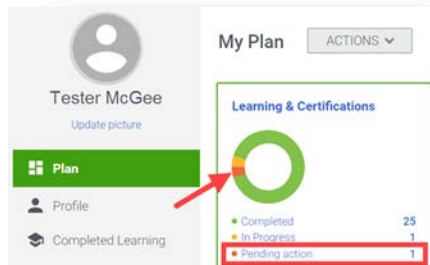 Tester McGee
Update picture
Plan
Profile
Completed Learning
My Plan
ACTIONS
Learning & Certifications
Completed 25
In Progress 1
Pending action 1